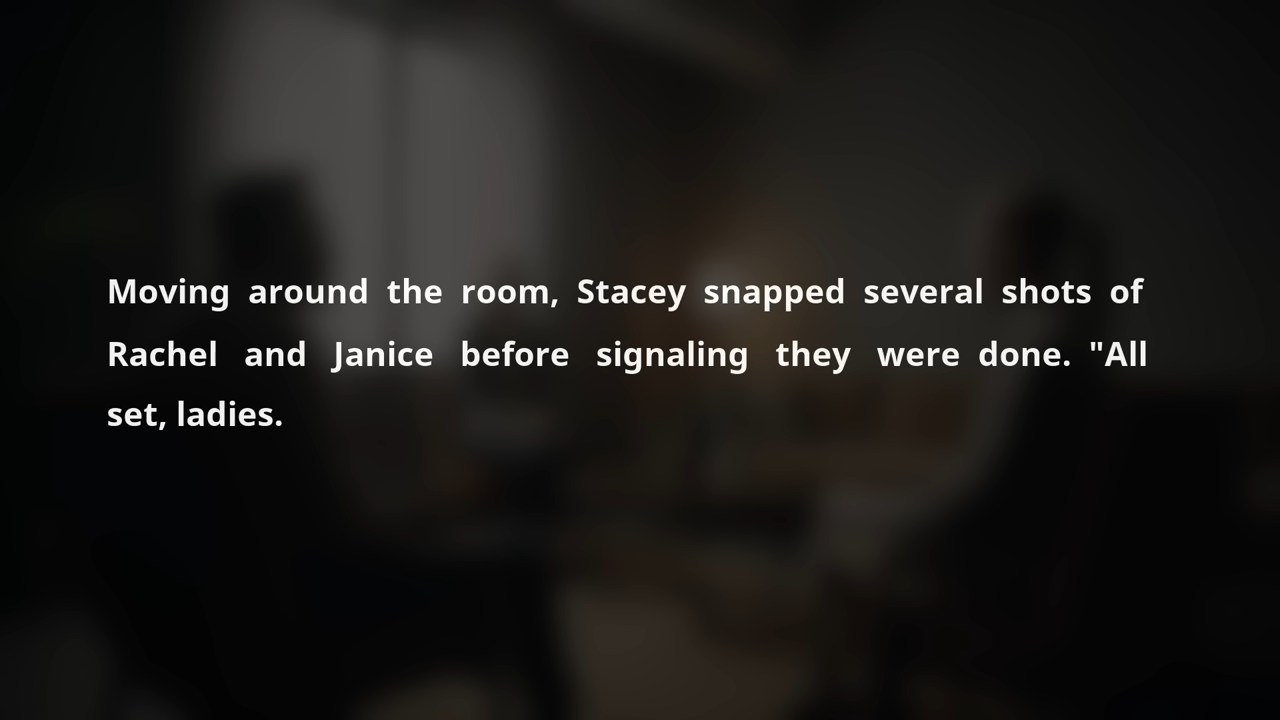 Moving around the room, Stacey snapped several shots of
Rachel and Janice before signaling they were done. "All
set, ladies.